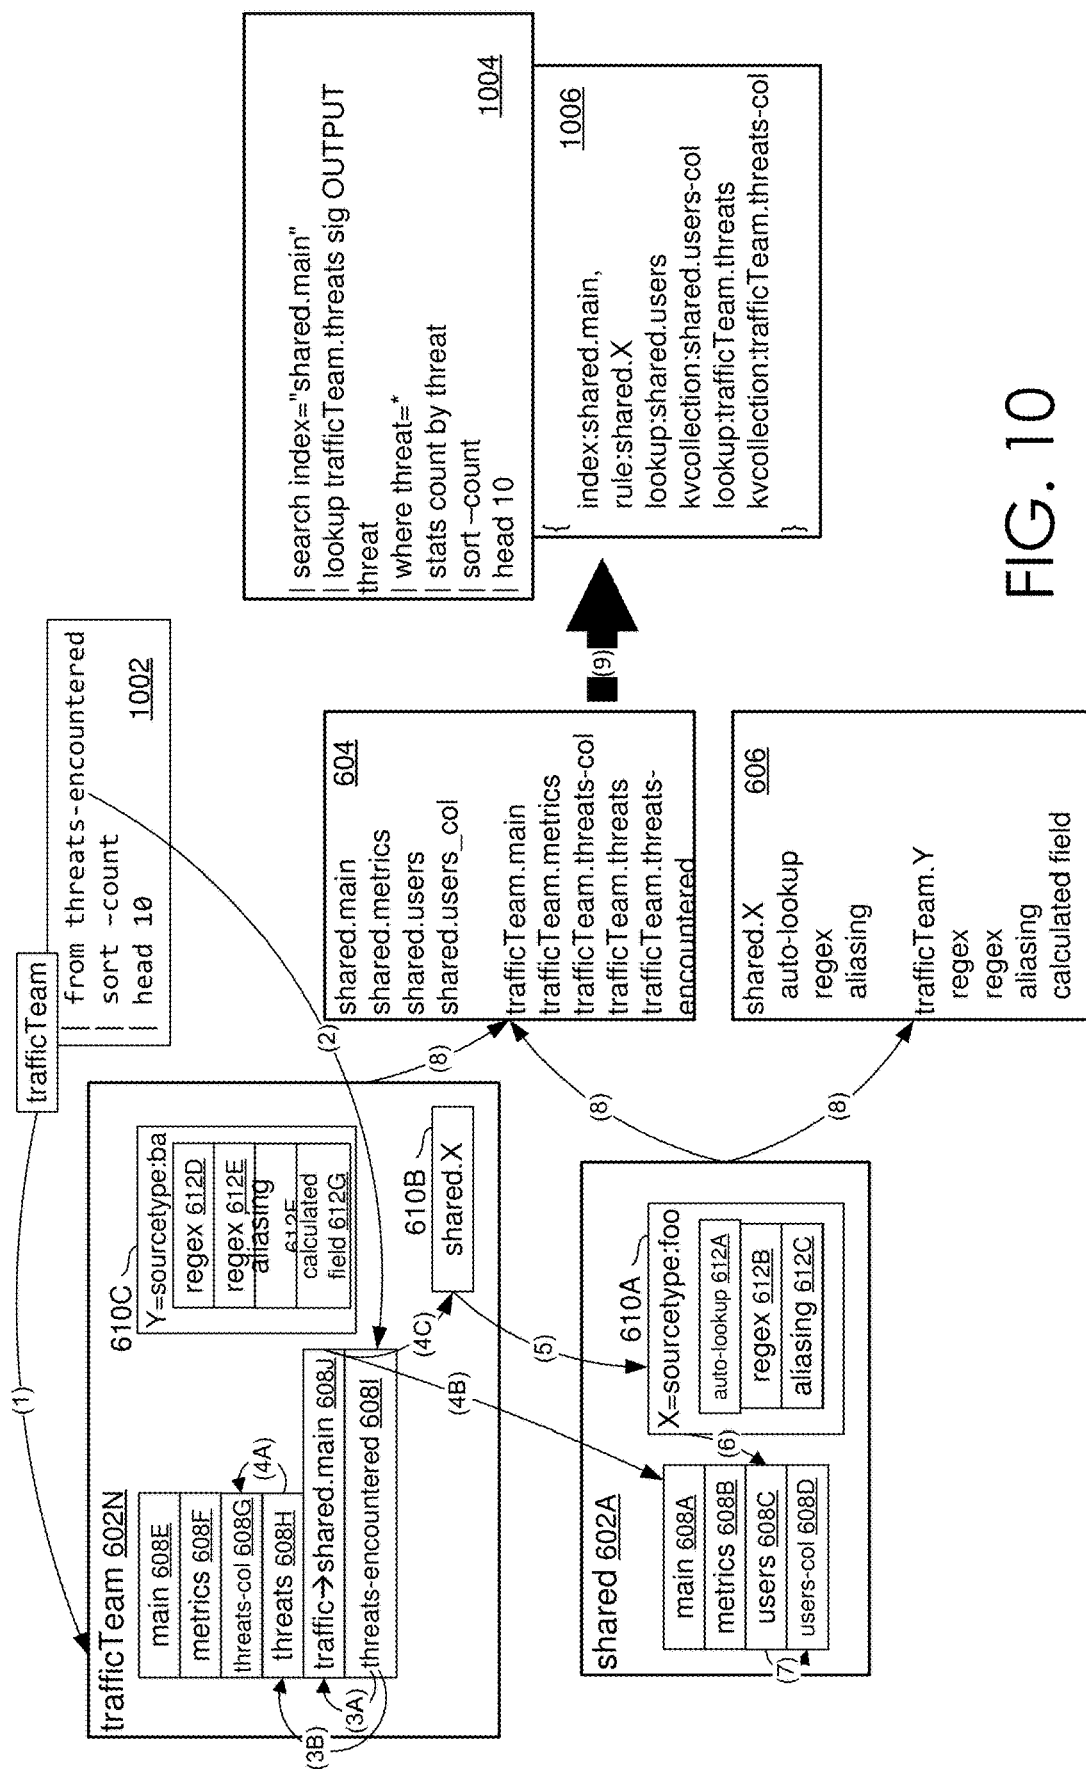 trafficTeam
| from threats-encountered
| sort -count
| head 10
1002
(1)
(2)
trafficTeam 602N
main 608E
metrics 608F
threats-col 608G
threats 608H
traffic→shared.main 608J
threats-encountered 608I
(3A)
(3B)
(4A)
610C
Y=sourcetype:ba
regex 612D
regex 612E
aliasing
612F
calculated
field 612G
610B
shared.X
(4C)
(4B)
(5)
shared 602A
main 608A
metrics 608B
users 608C
users-col 608D
(7)
(6)
610A
X=sourcetype:foo
auto-lookup 612A
regex 612B
aliasing 612C
(8)
(8)
(8)
604
shared.main
shared.metrics
shared.users
shared.users_col
trafficTeam.main
trafficTeam.metrics
trafficTeam.threats-col
trafficTeam.threats
trafficTeam.threats-
encountered
606
shared.X
auto-lookup
regex
aliasing
trafficTeam.Y
regex
regex
aliasing
calculated field
(9)
| search index="shared.main"
| lookup trafficTeam.threats sig OUTPUT
threat
| where threat=*
| stats count by threat
| sort –count
| head 10
1004
{
index:shared.main,
rule:shared.X
lookup:shared.users
kvcollection:shared.users-col
lookup:trafficTeam.threats
kvcollection:trafficTeam.threats-col
}
1006
FIG. 10